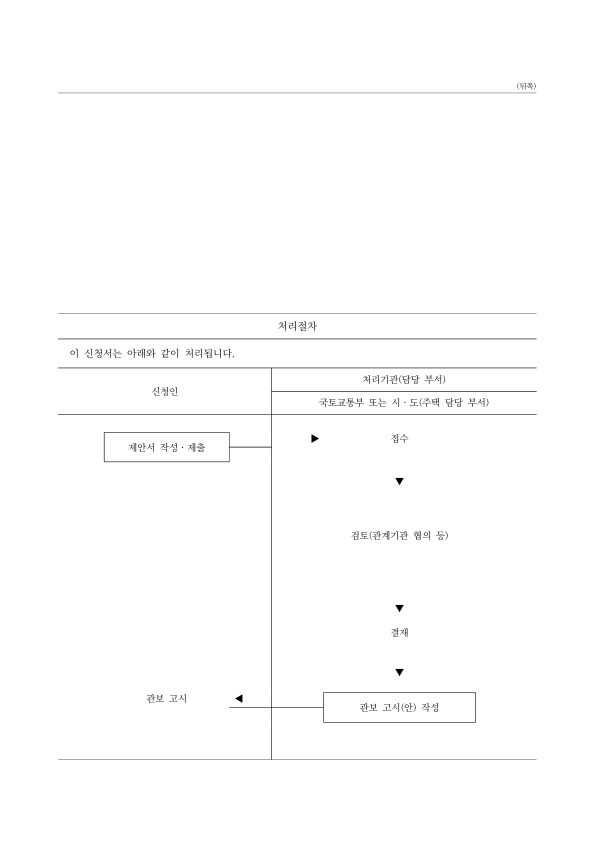 (뒤쪽)
처리절차
이 신청서는 아래와 같이 처리됩니다.
신청인
처리기관(담당 부서)
국토교통부 또는 시ㆍ도(주택 담당 부서)
제안서 작성ㆍ제출
▶
접수
▼
검토(관계기관 협의 등)
▼
결재
▼
관보 고시
◀
관보 고시(안) 작성